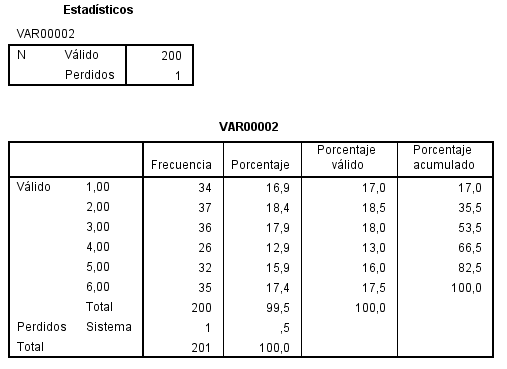 Estadísticos
VAR00002
N Válido 200
Perdidos 1
VAR00002
Frecuencia Porcentaje Porcentaje válido Porcentaje acumulado
Válido 1,00 34 16,9 17,0 17,0
2,00 37 18,4 18,5 35,5
3,00 36 17,9 18,0 53,5
4,00 26 12,9 13,0 66,5
5,00 32 15,9 16,0 82,5
6,00 35 17,4 17,5 100,0
Total 200 99,5 100,0
Perdidos Sistema 1 ,5
Total 201 100,0